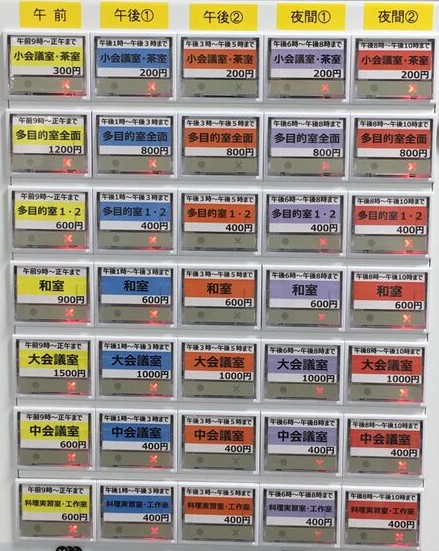 午前 午後① 午後② 夜間① 夜間②
午前9時～正午まで 午後1時～午後3時まで 午後3時～午後5時まで 午後6時～午後8時まで 午後8時～午後10時まで
小会議室・茶室 小会議室・茶室 小会議室・茶室 小会議室・茶室 小会議室・茶室
300円 200円 200円 200円 200円
午前9時～正午まで 午後1時～午後3時まで 午後3時～午後5時まで 午後6時～午後8時まで 午後8時～午後10時まで
多目的室全面 多目的室全面 多目的室全面 多目的室全面 多目的室全面
1200円 800円 800円 800円 800円
午前9時～正午まで 午後1時～午後3時まで 午後3時～午後5時まで 午後6時～午後8時まで 午後8時～午後10時まで
多目的室1・2 多目的室1・2 多目的室1・2 多目的室1・2 多目的室1・2
600円 400円 400円 400円 400円
午前9時～正午まで 午後1時～午後3時まで 午後3時～午後5時まで 午後6時～午後8時まで 午後8時～午後10時まで
和室 和室 和室 和室 和室
900円 600円 600円 600円 600円
午前9時～正午まで 午後1時～午後3時まで 午後3時～午後5時まで 午後6時～午後8時まで 午後8時～午後10時まで
大会議室 大会議室 大会議室 大会議室 大会議室
1500円 1000円 1000円 1000円 1000円
午前9時～正午まで 午後1時～午後3時まで 午後3時～午後5時まで 午後6時～午後8時まで 午後8時～午後10時まで
中会議室 中会議室 中会議室 中会議室 中会議室
600円 400円 400円 400円 400円
午前9時～正午まで 午後1時～午後3時まで 午後3時～午後5時まで 午後6時～午後8時まで 午後8時～午後10時まで
料理実習室・工作室 料理実習室・工作室 料理実習室・工作室 料理実習室・工作室 料理実習室・工作室
600円 400円 400円 400円 400円